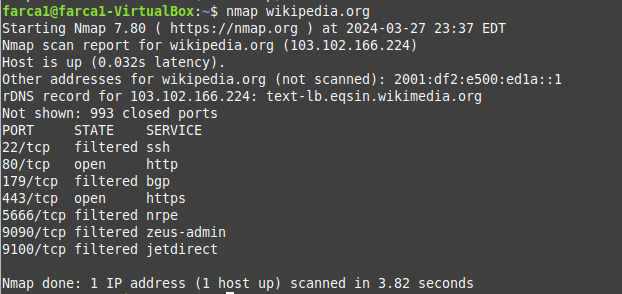 farca1@farca1-VirtualBox:~$ nmap wikipedia.org
Starting Nmap 7.80 ( https://nmap.org ) at 2024-03-27 23:37 EDT
Nmap scan report for wikipedia.org (103.102.166.224)
Host is up (0.032s latency).
Other addresses for wikipedia.org (not scanned): 2001:df2:e500:ed1a::1
rDNS record for 103.102.166.224: text-lb.eqsin.wikimedia.org
Not shown: 993 closed ports
PORT     STATE    SERVICE
22/tcp   filtered ssh
80/tcp   open     http
179/tcp  filtered bgp
443/tcp  open     https
5666/tcp filtered nrpe
9090/tcp filtered zeus-admin
9100/tcp filtered jetdirect
Nmap done: 1 IP address (1 host up) scanned in 3.82 seconds